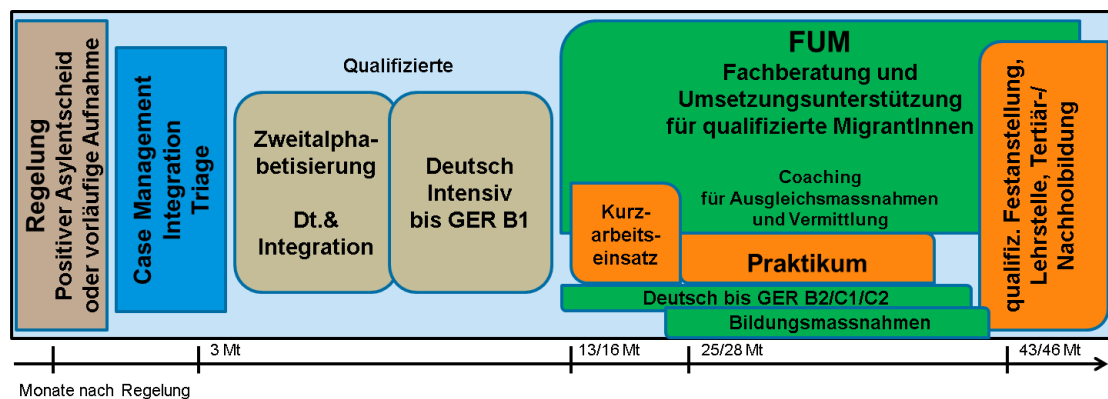 Regelung
Positiver Asylentscheid
oder vorläufige Aufnahme
Case Management
Integration
Triage
Qualifizierte
Zweitalpha-
betisierung
Dt.&
Integration
Deutsch
Intensiv
bis GER B1
FUM
Fachberatung und
Umsetzungsunterstützung
für qualifizierte MigrantInnen
Coaching
für Ausgleichsmassnahmen
und Vermittlung
Kurz-
arbeits-
einsatz
Praktikum
Deutsch bis GER B2/C1/C2
Bildungsmassnahmen
qualifiz. Festanstellung,
Lehrstelle, Tertiär-/
Nachholbildung
3 Mt
13/16 Mt
25/28 Mt
43/46 Mt
Monate nach Regelung